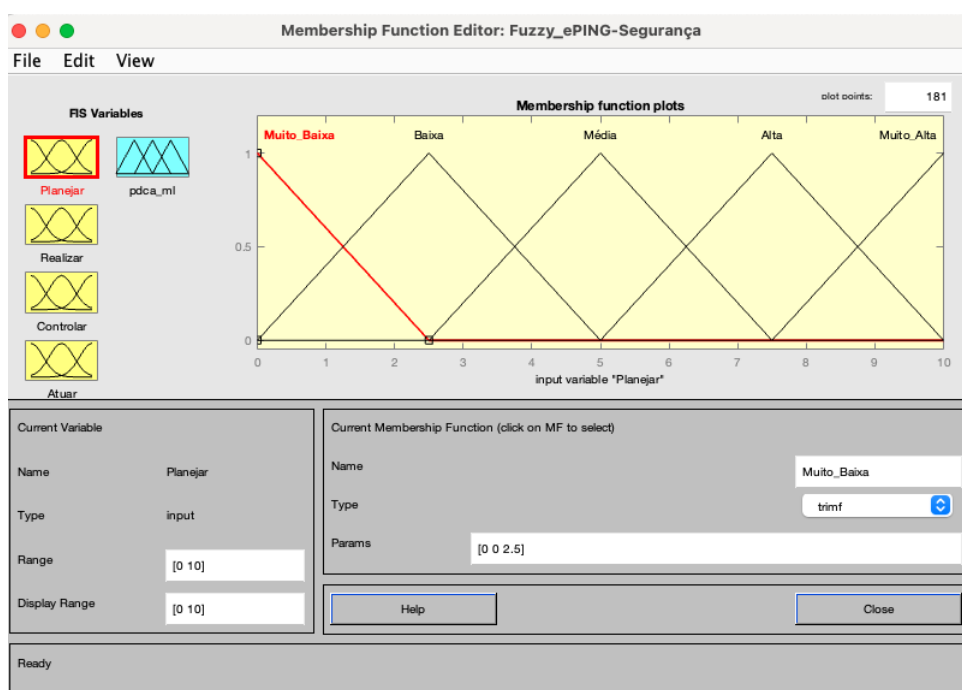 Membership Function Editor: Fuzzy_ePING-Segurança
File Edit View
FIS Variables
Planejar
pdca_ml
Realizar
Controlar
Atuar
Membership function plots
plot points:
181
Muito_Baixa
Baixa
Média
Alta
Muito_Alta
1
0.5
0
0 1 2 3 4 5 6 7 8 9 10
input variable "Planejar"
Current Variable
Name Planejar
Type input
Range [0 10]
Display Range [0 10]
Current Membership Function (click on MF to select)
Name Muito_Baixa
Type trimf
Params [0 0 2.5]
Help
Close
Ready